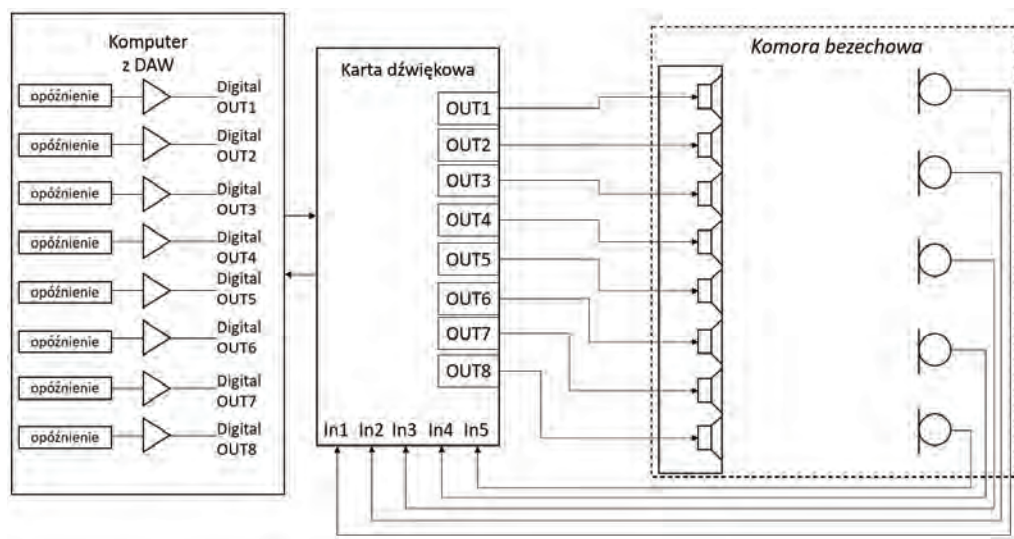 Komputer
z DAW
opóźnienie
Digital
OUT1
opóźnienie
Digital
OUT2
opóźnienie
Digital
OUT3
opóźnienie
Digital
OUT4
opóźnienie
Digital
OUT5
opóźnienie
Digital
OUT6
opóźnienie
Digital
OUT7
opóźnienie
Digital
OUT8
Karta dźwiękowa
OUT1
OUT2
OUT3
OUT4
OUT5
OUT6
OUT7
OUT8
In1 In2 In3 In4 In5
Komora bezechowa